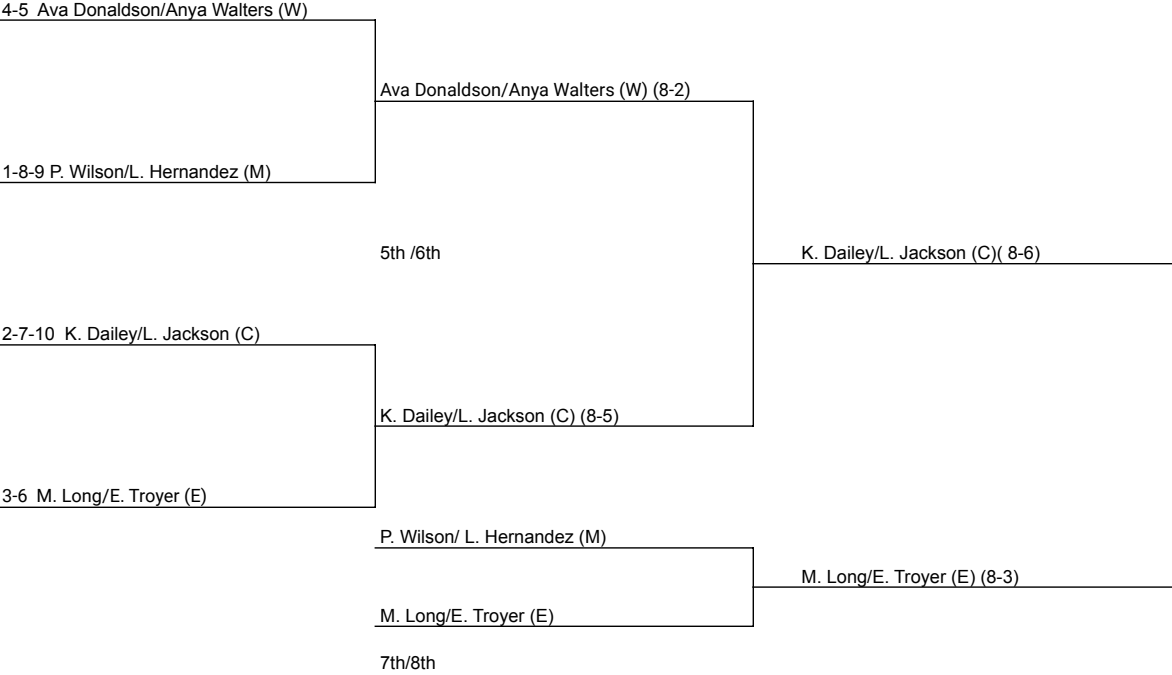 4-5 Ava Donaldson/Anya Walters (W)
Ava Donaldson/Anya Walters (W) (8-2)
1-8-9 P. Wilson/L. Hernandez (M)
5th /6th
K. Dailey/L. Jackson (C)( 8-6)
2-7-10 K. Dailey/L. Jackson (C)
K. Dailey/L. Jackson (C) (8-5)
3-6 M. Long/E. Troyer (E)
P. Wilson/ L. Hernandez (M)
M. Long/E. Troyer (E) (8-3)
M. Long/E. Troyer (E)
7th/8th